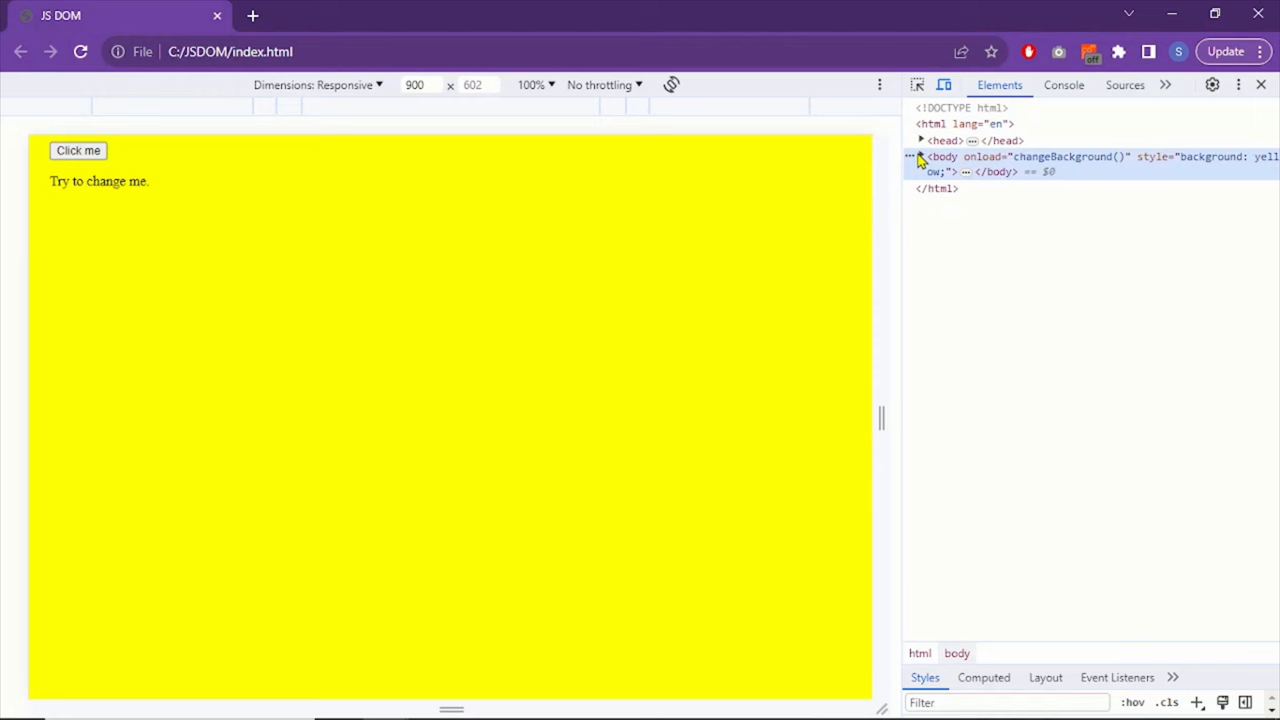 JS DOM
File C:/JSDOM/index.html
S
Update
off
Dimensions: Responsive 900 x 602 100% No throttling
Elements Console Sources
Click me
Try to change me.
<!DOCTYPE html>
<html lang="en">
<head> … </head>
<body onload="changeBackground()" style="background: yell
ow;"> … </body> == $0
</html>
html body
Styles Computed Layout Event Listeners
Filter :hov .cls